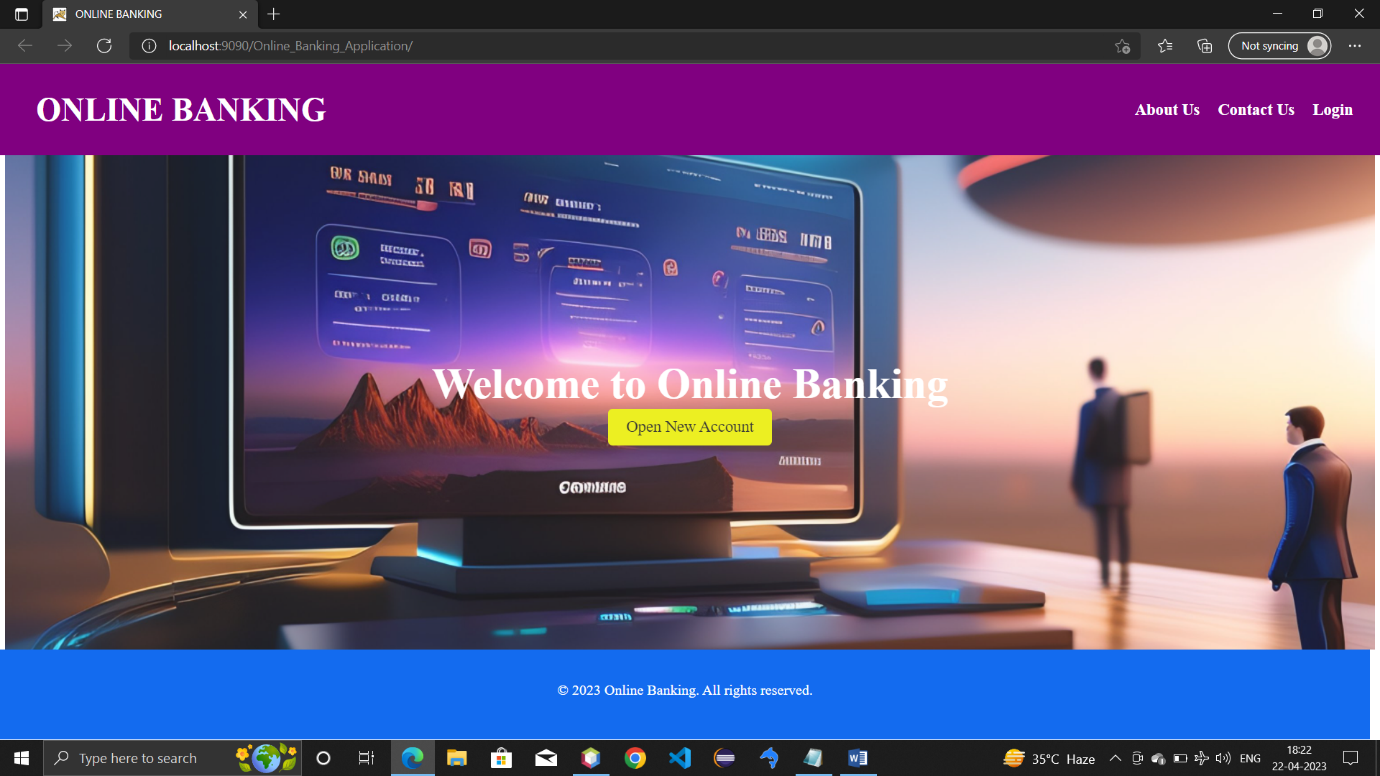 ONLINE BANKING
localhost:9090/Online_Banking_Application/
Not syncing
ONLINE BANKING
About Us Contact Us Login
Welcome to Online Banking
Open New Account
© 2023 Online Banking. All rights reserved.
Type here to search
35°C Haze
ENG
18:22
22-04-2023